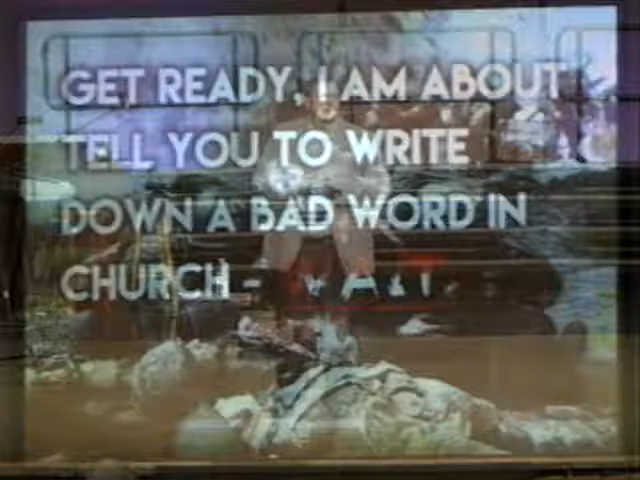 GET READY, I AM ABOUT
TELL YOU TO WRITE
DOWN A BAD WORD IN
CHURCH -